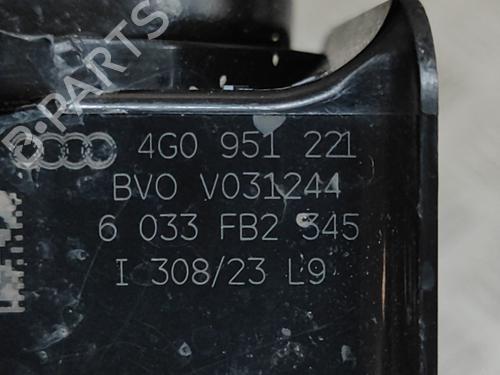 B-PARTS
4G0 951 221
BVO V031244
6 033 FB2 345
I 308/23 L9